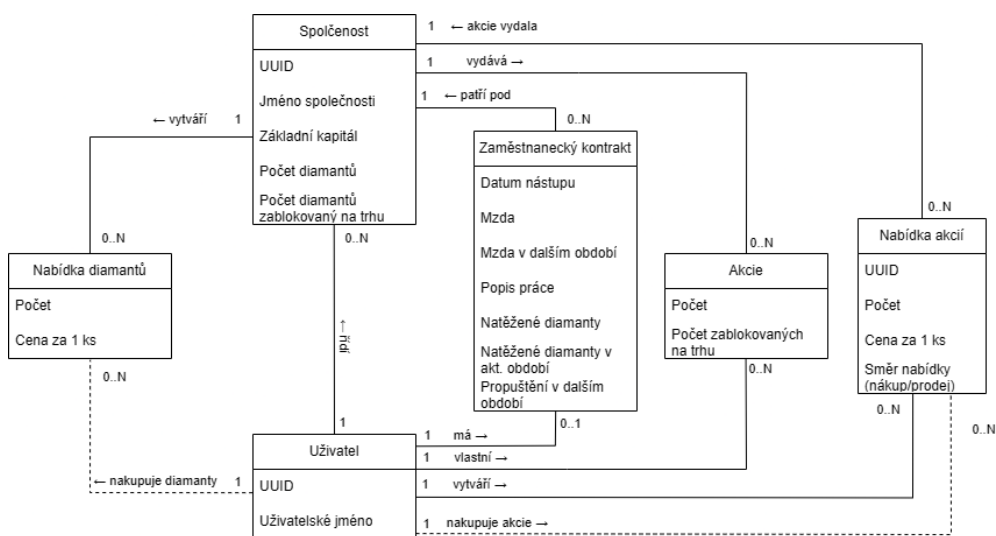 Spolčenost
UUID
Jméno společnosti
Základní kapitál
Počet diamantů
Počet diamantů
zablokovaný na trhu
1 ← akcie vydala
1 vydává →
1 ← patří pod
← vytváří 1
0..N
0..N
0..N
0..N
0..N
Zaměstnanecký kontrakt
Datum nástupu
Mzda
Mzda v dalším období
Popis práce
Natěžené diamanty
Natěžené diamanty v
akt. období
Propuštění v dalším
období
Nabídka diamantů
Počet
Cena za 1 ks
Akcie
Počet
Počet zablokovaných
na trhu
Nabídka akcií
UUID
Počet
Cena za 1 ks
Směr nabídky
(nákup/prodej)
← řídí
0..N
0..N
0..N
0..N
1
0..1
Uživatel
UUID
Uživatelské jméno
1 má →
1 vlastní →
1 vytváří →
1 nakupuje akcie →
← nakupuje diamanty 1